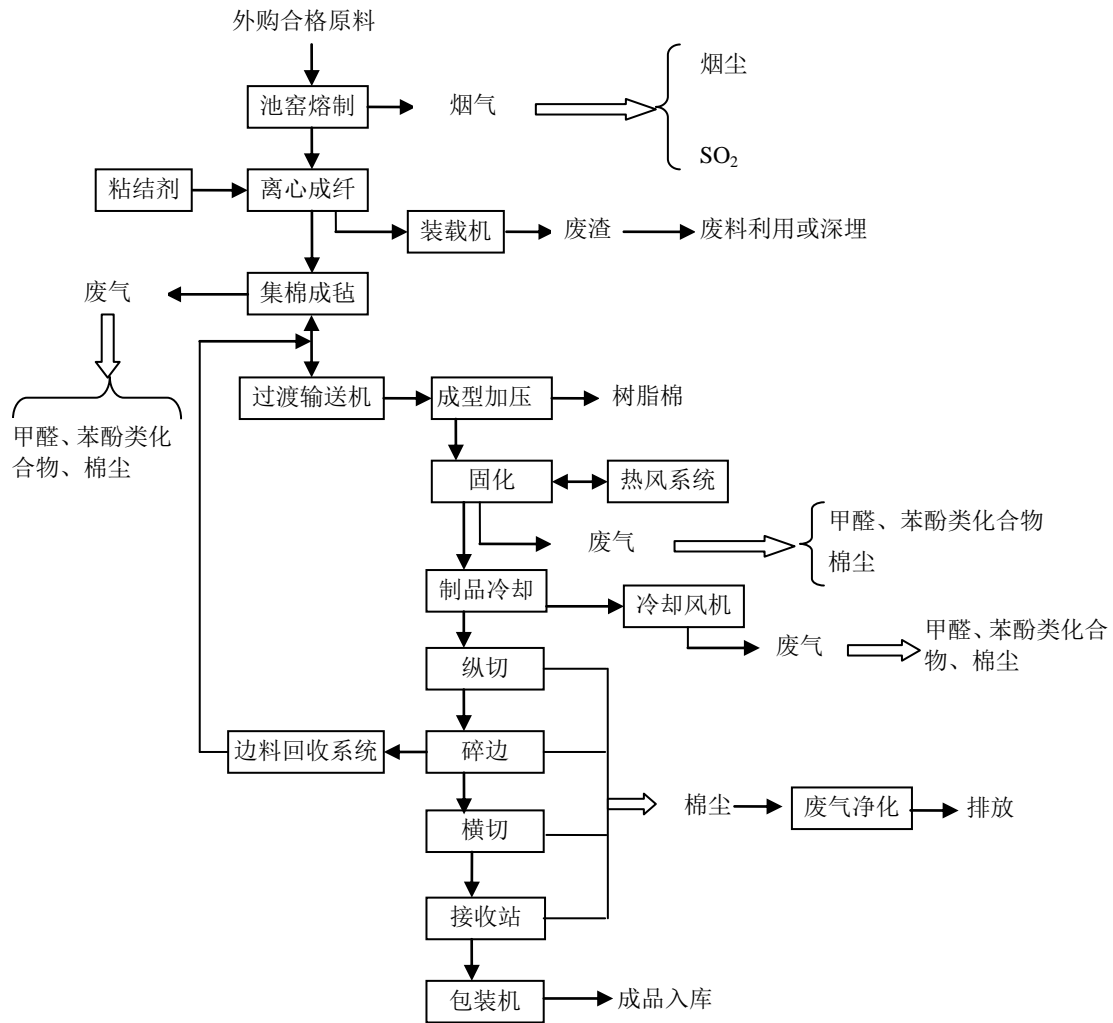 外购合格原料
烟尘
池窑熔制
烟气
SO₂
粘结剂
离心成纤
装载机
废渣
废料利用或深埋
废气
集棉成毡
过渡输送机
成型加压
树脂棉
甲醛、苯酚类化
合物、棉尘
固化
热风系统
甲醛、苯酚类化合物
废气
棉尘
制品冷却
冷却风机
废气
甲醛、苯酚类化合
物、棉尘
纵切
边料回收系统
碎边
棉尘
废气净化
排放
横切
接收站
包装机
成品入库